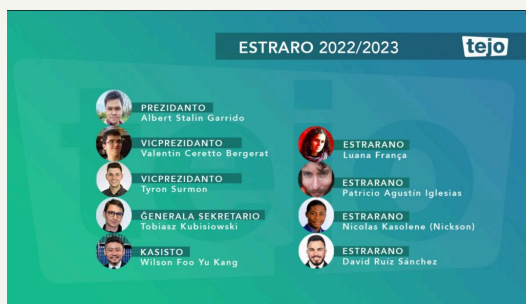 ESTRARO 2022/2023
tejo
PREZIDANTO
Albert Stalin Garrido
VICPREZIDANTO
Valentin Ceretto Bergerat
VICPREZIDANTO
Tyron Surmon
ĜENERALA SEKRETARIO
Tobiasz Kubisiowski
KASISTO
Wilson Foo Yu Kang
ESTRARANO
Luana França
ESTRARANO
Patricio Agustín Iglesias
ESTRARANO
Nicolas Kasolene (Nickson)
ESTRARANO
David Ruíz Sánchez